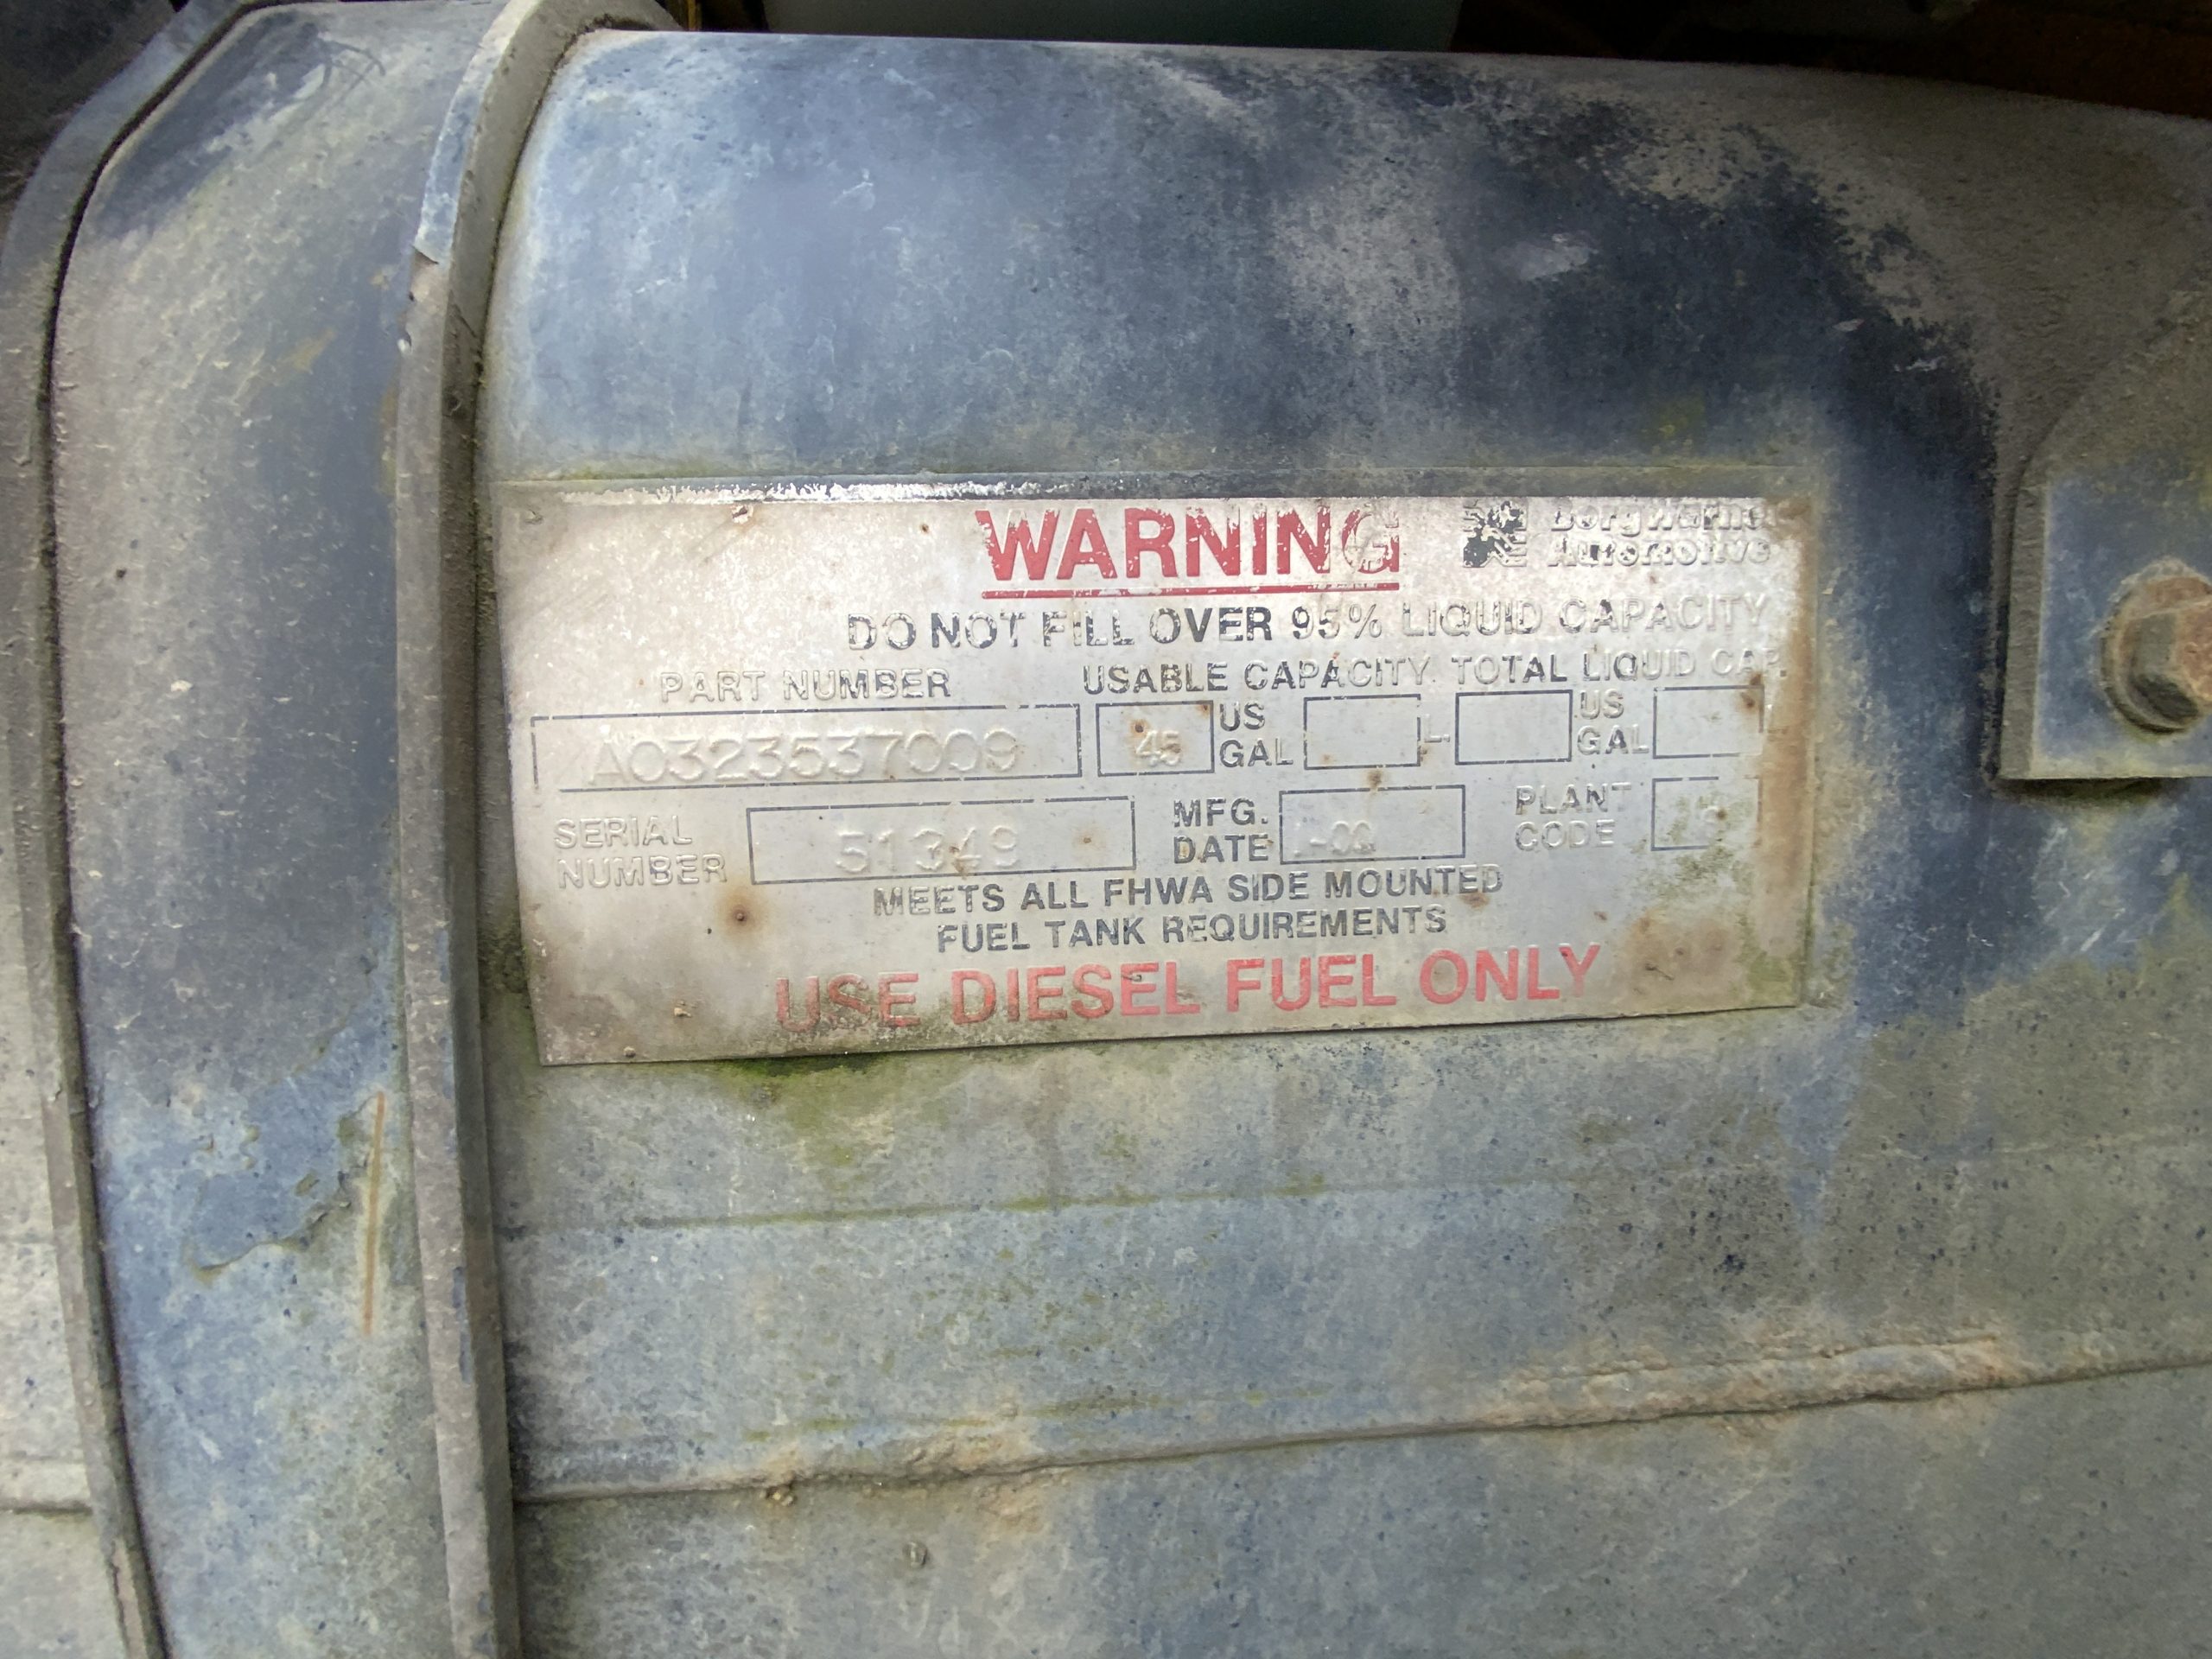 WARNING
BorgWarner
Automotive
DO NOT FILL OVER 95% LIQUID CAPACITY
PART NUMBER USABLE CAPACITY TOTAL LIQUID CAP.
A0323537009 45 US GAL L US GAL
SERIAL NUMBER 51349 MFG. DATE PLANT CODE
MEETS ALL FHWA SIDE MOUNTED
FUEL TANK REQUIREMENTS
USE DIESEL FUEL ONLY